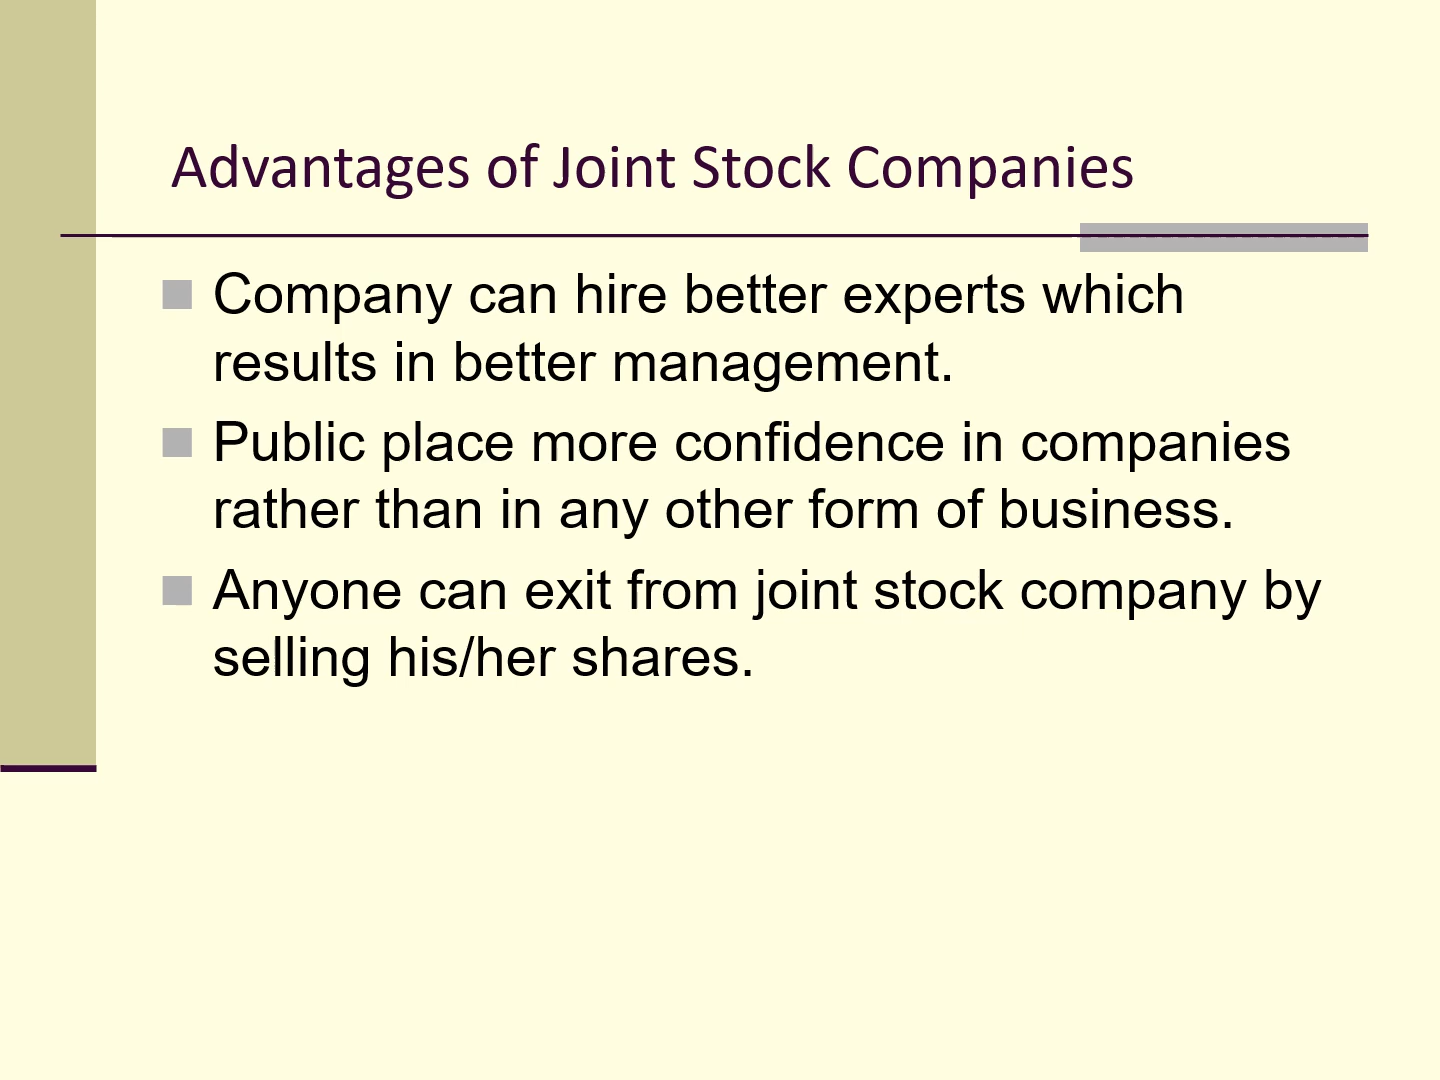 Advantages of Joint Stock Companies
Company can hire better experts which
results in better management.
Public place more confidence in companies
rather than in any other form of business.
Anyone can exit from joint stock company by
selling his/her shares.